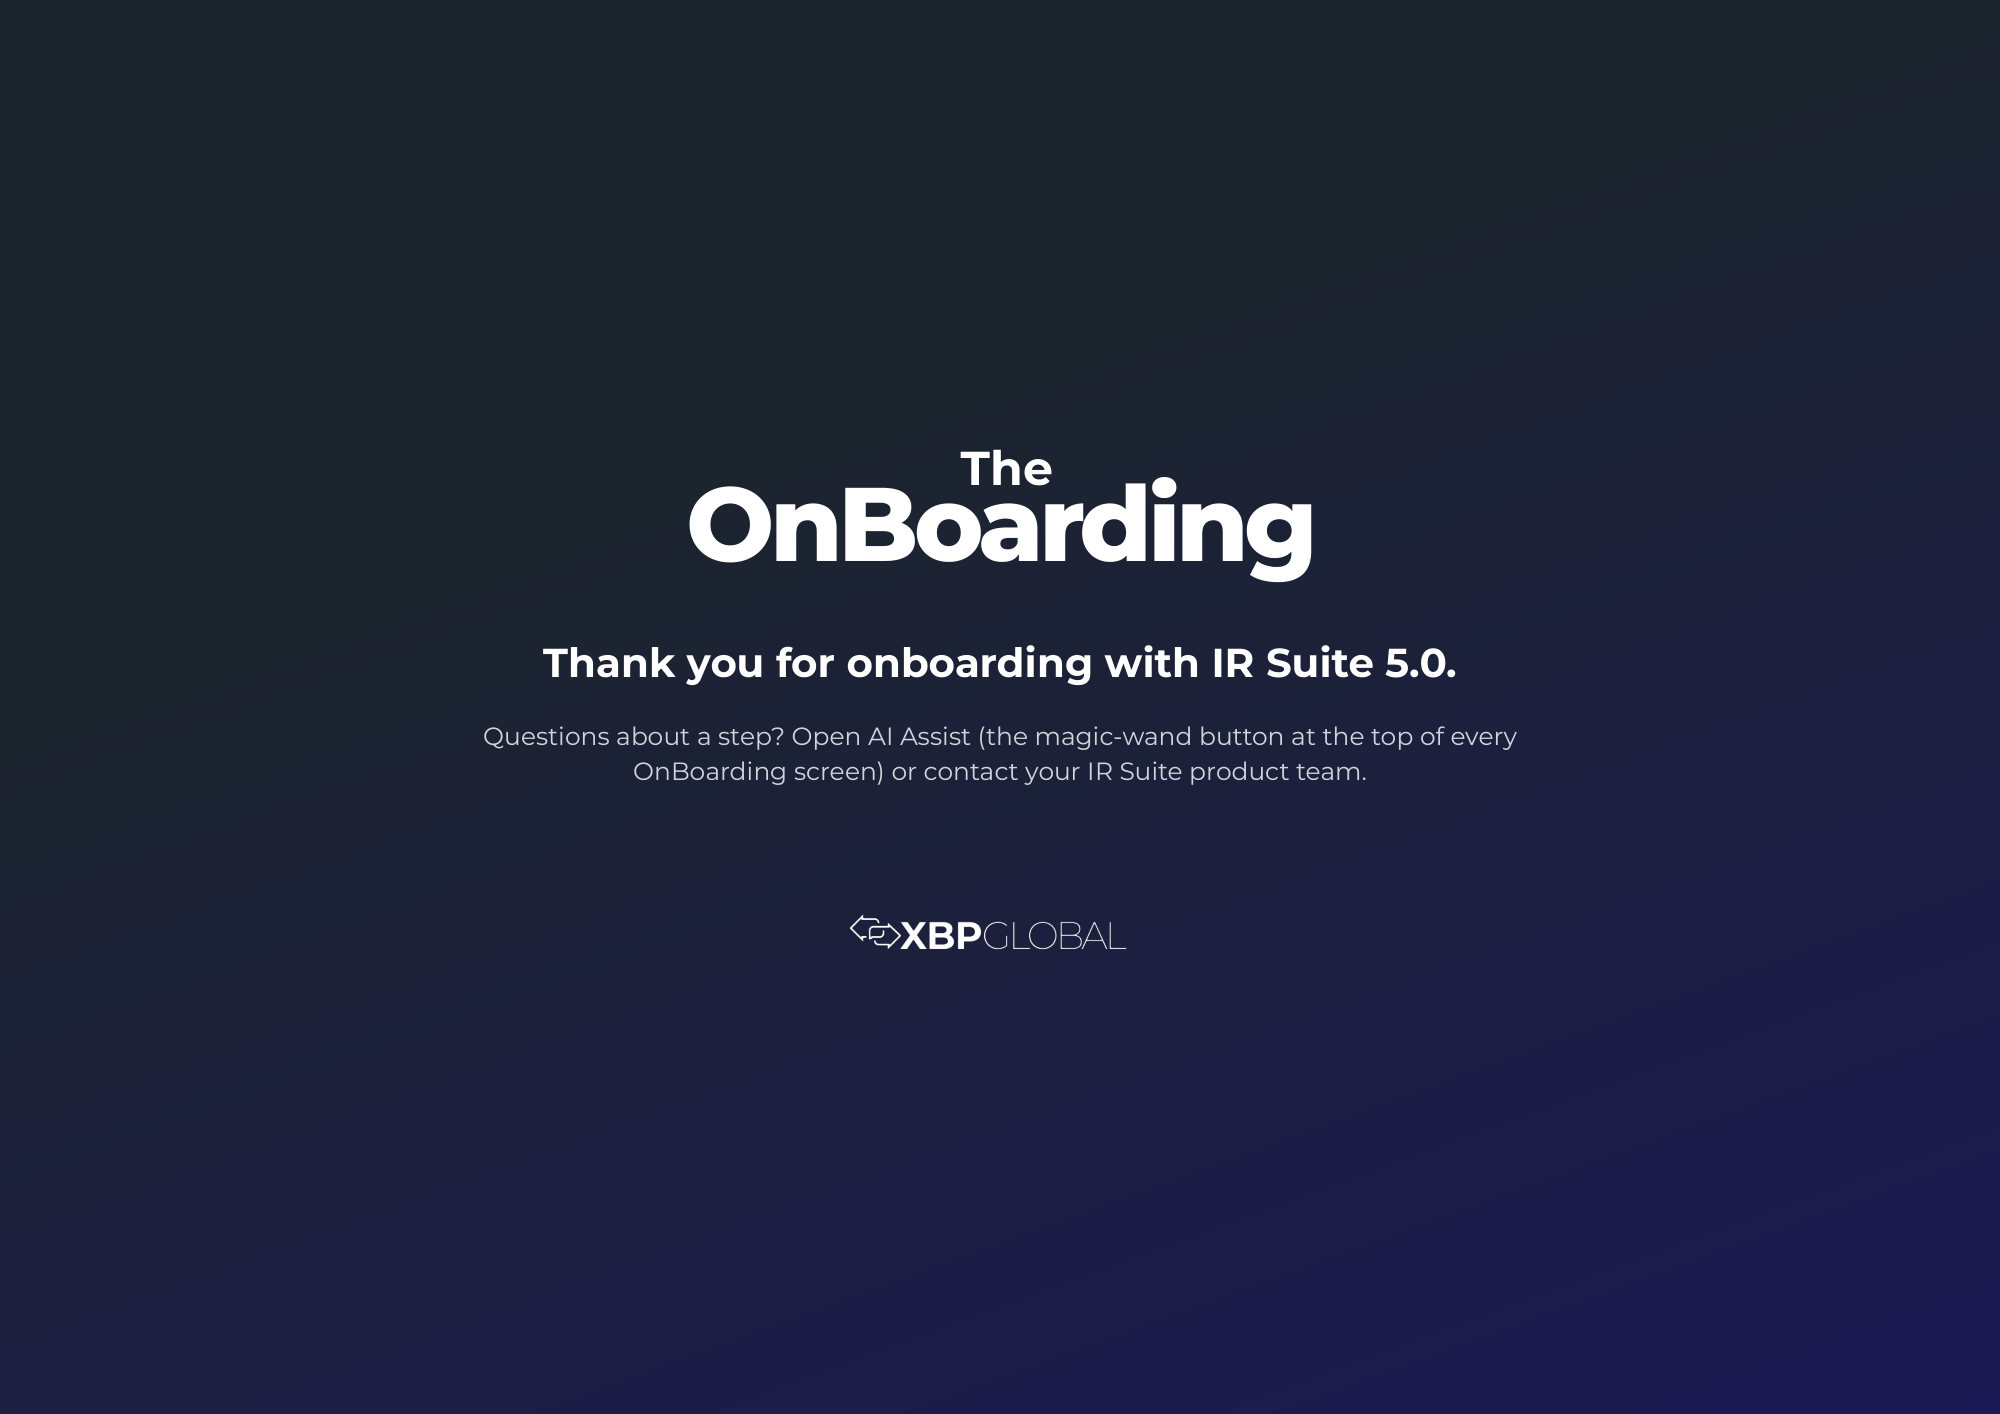 The
OnBoarding
Thank you for onboarding with IR Suite 5.0.
Questions about a step? Open AI Assist (the magic-wand button at the top of every
OnBoarding screen) or contact your IR Suite product team.
XBPGLOBAL